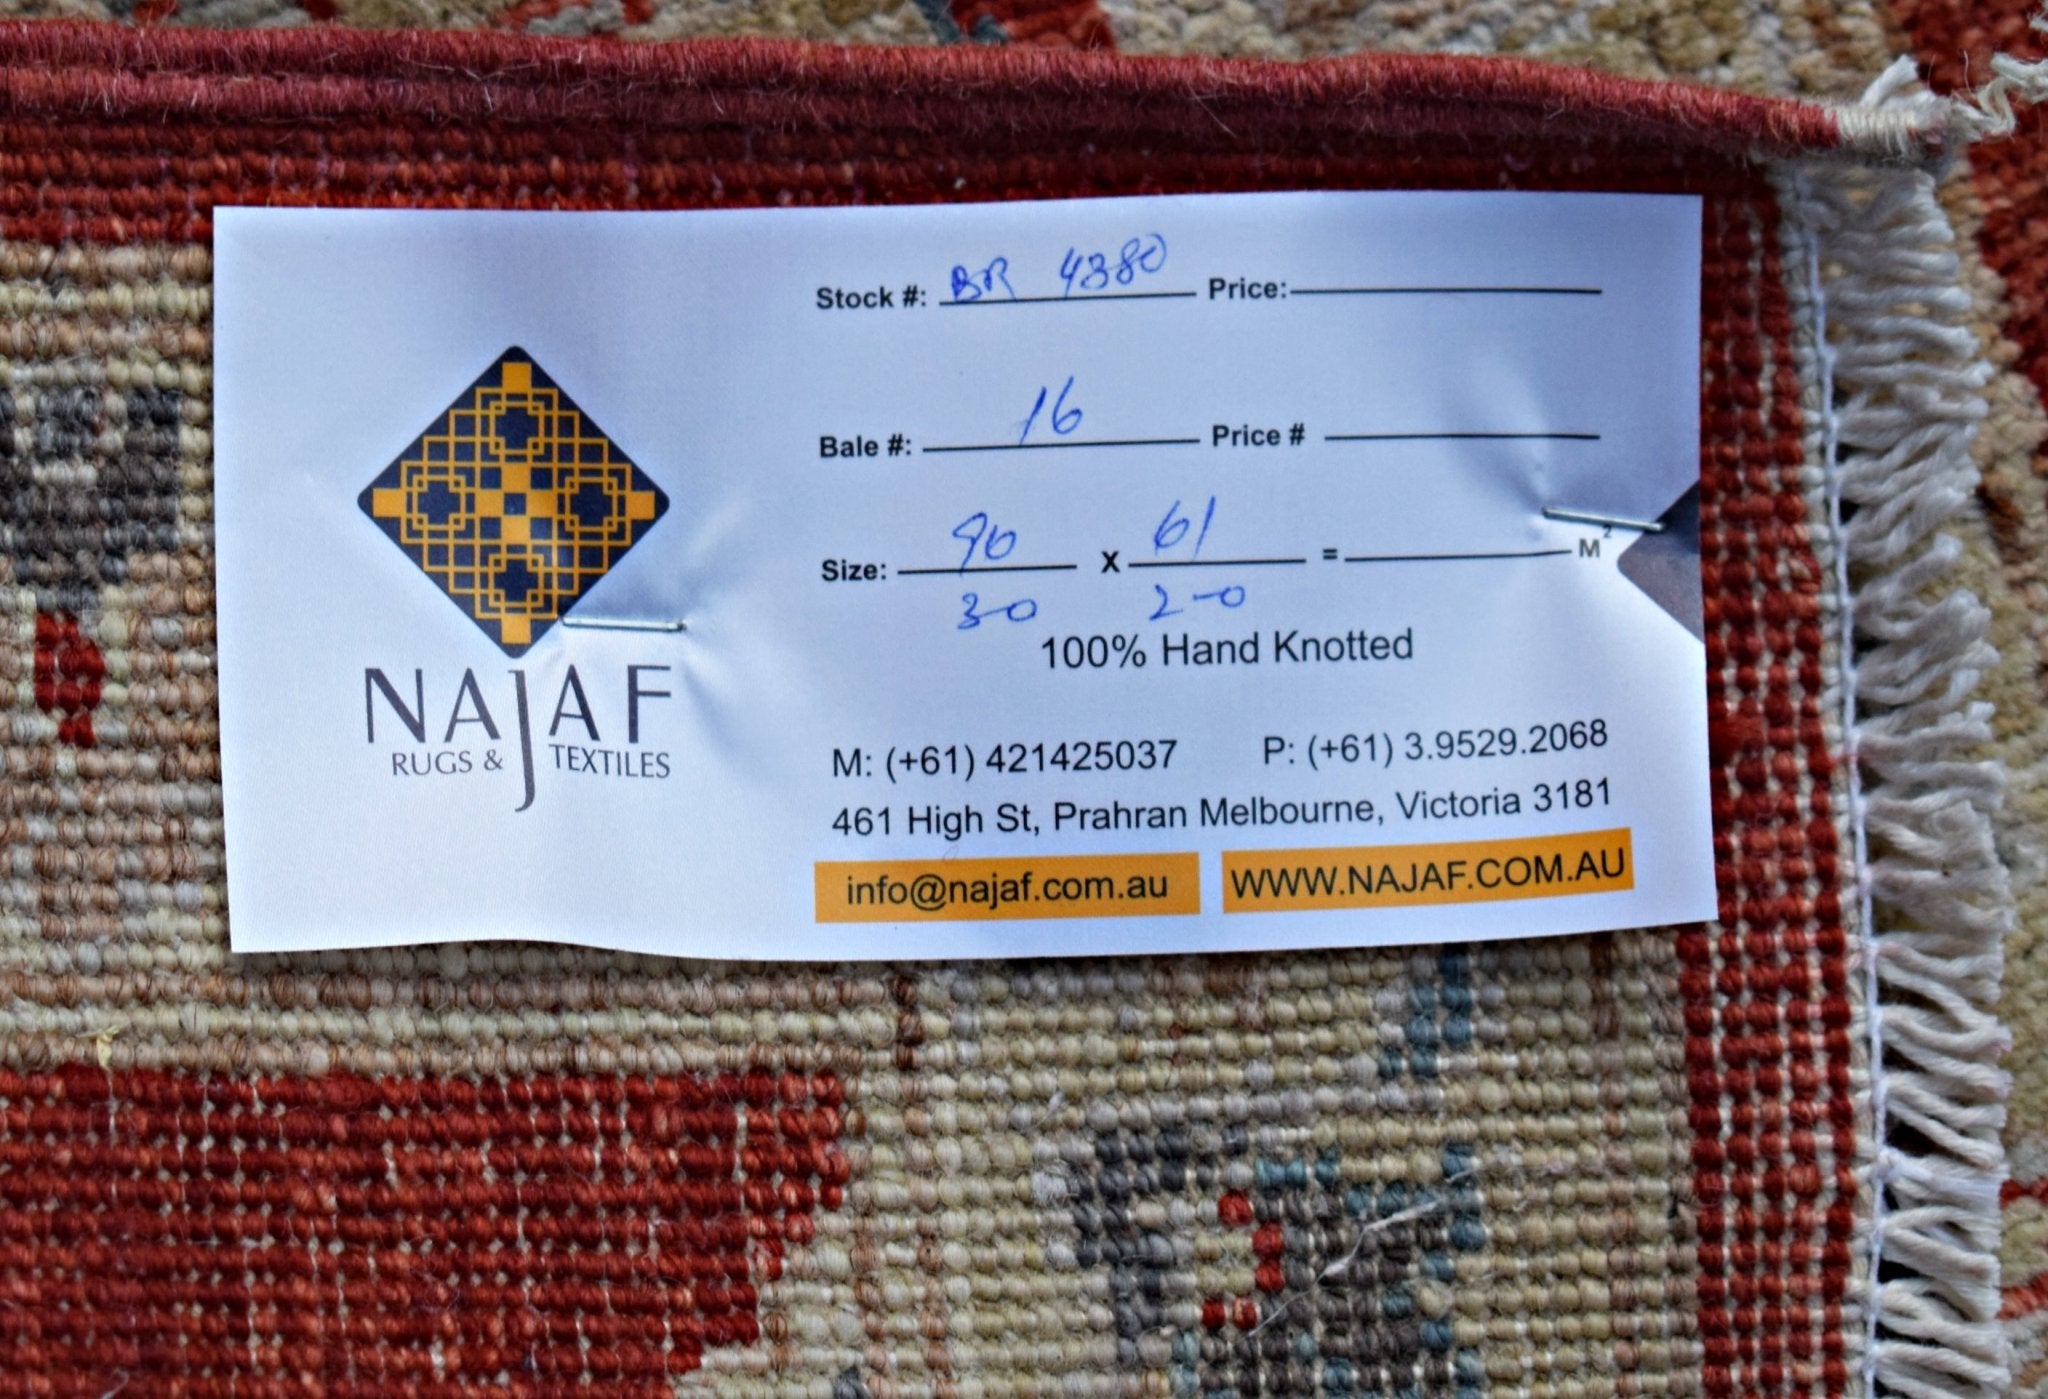 NAJAF
RUGS & TEXTILES
Stock #: BR 4380 Price:
Bale #: 16 Price #
Size: 90 x 61 = M²
3-0 2-0
100% Hand Knotted
M: (+61) 421425037 P: (+61) 3.9529.2068
461 High St, Prahran Melbourne, Victoria 3181
info@najaf.com.au WWW.NAJAF.COM.AU